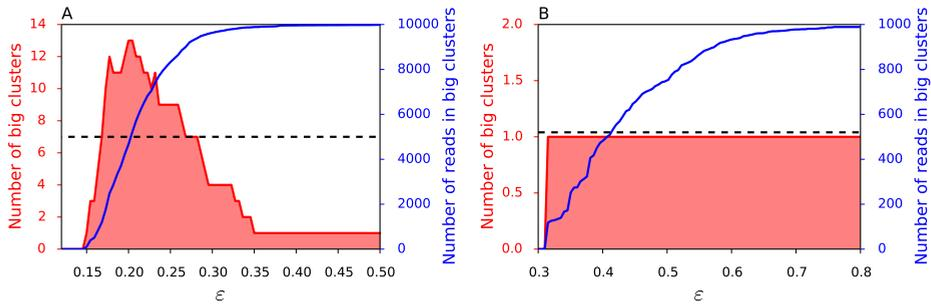 A
B
14
12
10
8
6
4
2
0
Number of big clusters
10000
8000
6000
4000
2000
0
Number of reads in big clusters
0.15 0.20 0.25 0.30 0.35 0.40 0.45 0.50
ε
2.0
1.5
1.0
0.5
0.0
Number of big clusters
1000
800
600
400
200
0
Number of reads in big clusters
0.3 0.4 0.5 0.6 0.7 0.8
ε